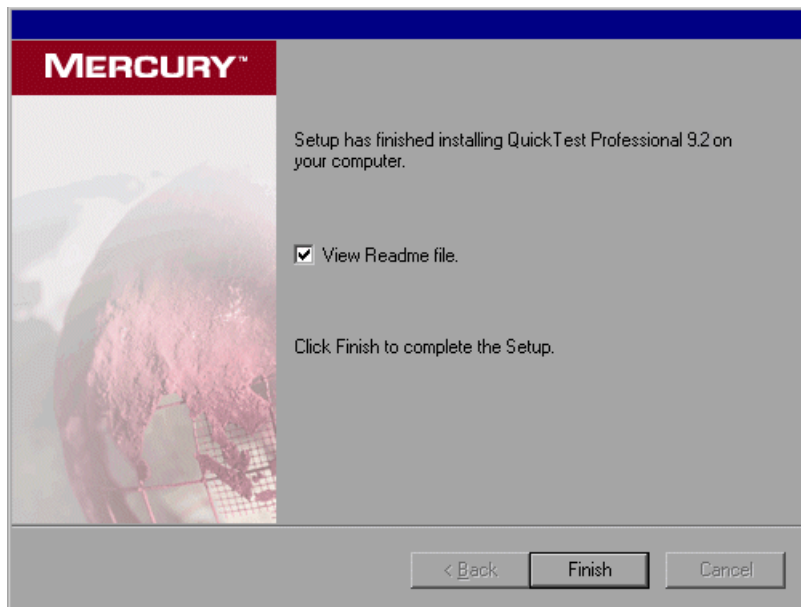 MERCURY™
Setup has finished installing QuickTest Professional 9.2 on
your computer.
View Readme file.
Click Finish to complete the Setup.
< Back
Finish
Cancel